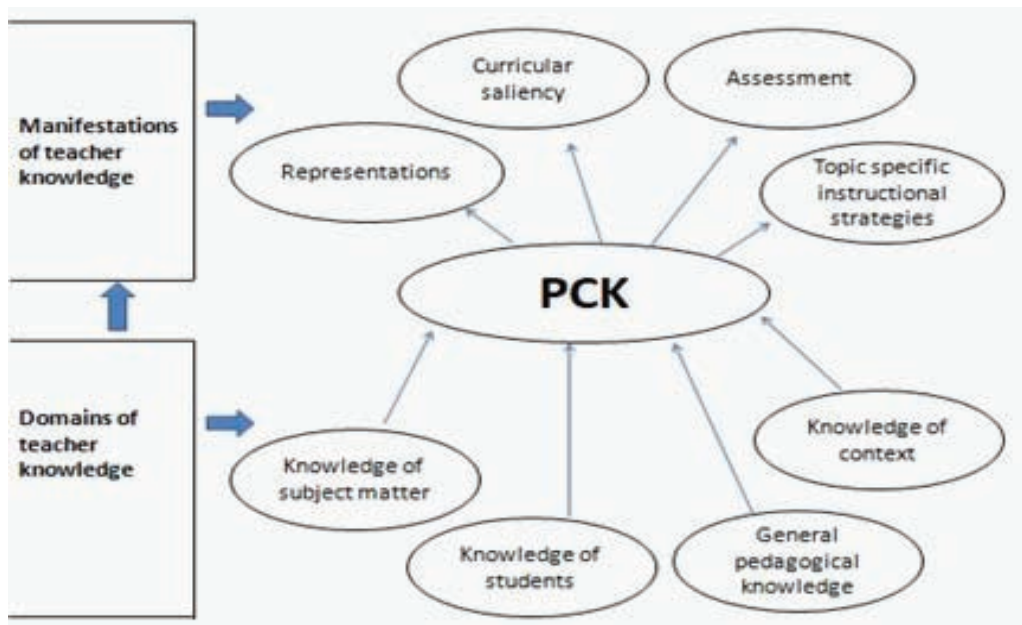 Manifestations
of teacher
knowledge
Curricular
saliency
Assessment
Representations
Topic specific
instructional
strategies
PCK
Domains of
teacher
knowledge
Knowledge of
subject matter
Knowledge of
students
General
pedagogical
knowledge
Knowledge of
context